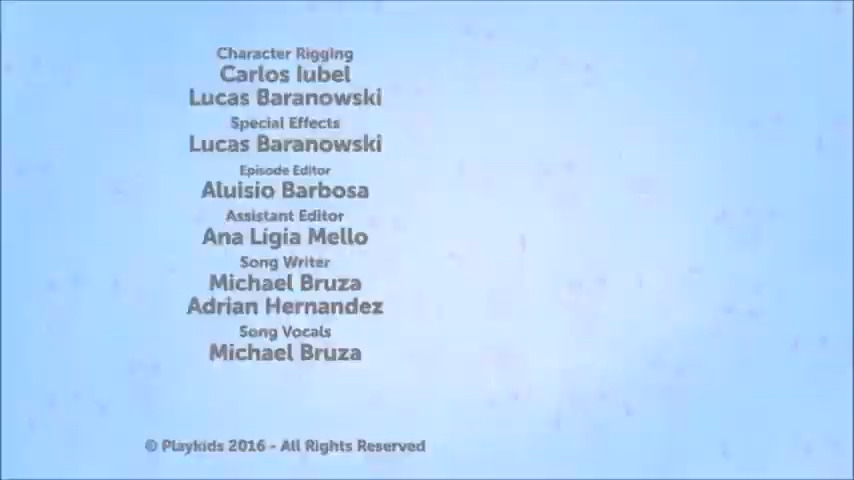 Character Rigging
Carlos Iubel
Lucas Baranowski
Special Effects
Lucas Baranowski
Episode Editor
Aluisio Barbosa
Assistant Editor
Ana Ligia Mello
Song Writer
Michael Bruza
Adrian Hernandez
Song Vocals
Michael Bruza
© Playkids 2016 - All Rights Reserved